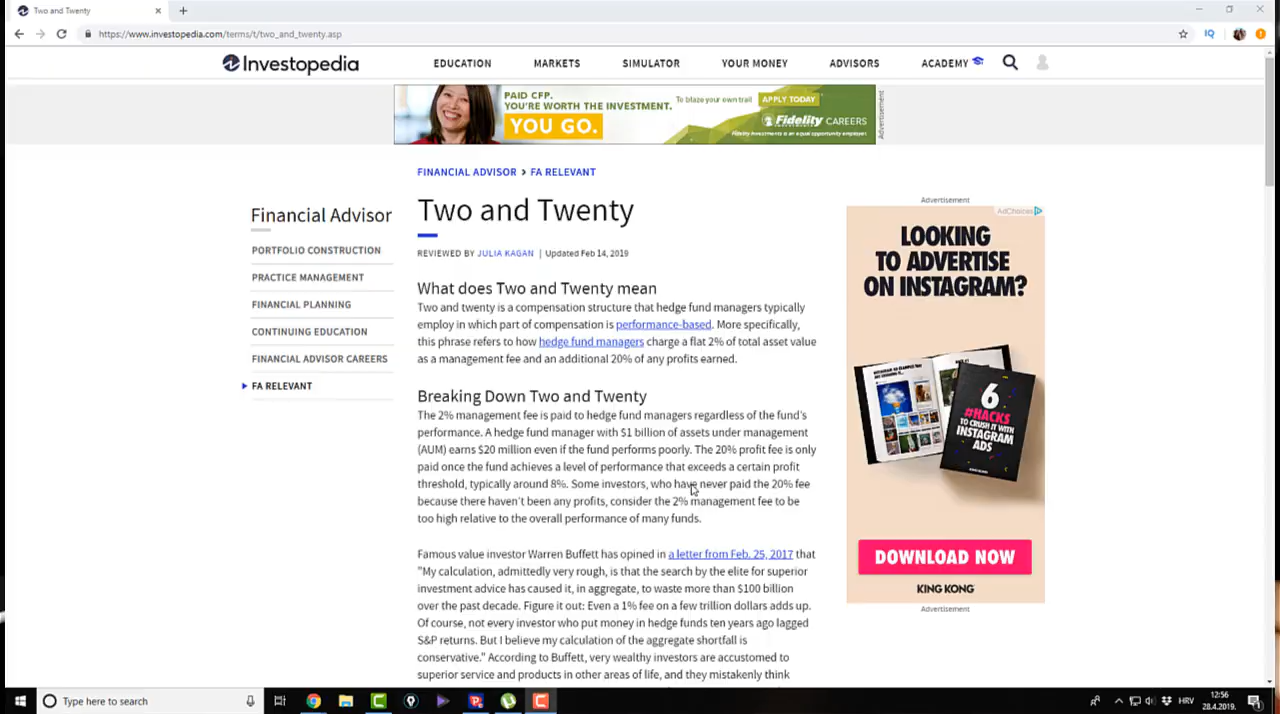 Two and Twenty
https://www.investopedia.com/terms/t/two_and_twenty.asp
IQ
Investopedia
EDUCATION
MARKETS
SIMULATOR
YOUR MONEY
ADVISORS
ACADEMY
PAID CFP.
YOU'RE WORTH THE INVESTMENT.
YOU GO.
To blaze your own trail
APPLY TODAY
Fidelity CAREERS
Fidelity Investments is an equal opportunity employer.
Advertisement
FINANCIAL ADVISOR > FA RELEVANT
Financial Advisor
PORTFOLIO CONSTRUCTION
PRACTICE MANAGEMENT
FINANCIAL PLANNING
CONTINUING EDUCATION
FINANCIAL ADVISOR CAREERS
FA RELEVANT
Two and Twenty
REVIEWED BY JULIA KAGAN | Updated Feb 14, 2019
What does Two and Twenty mean
Two and twenty is a compensation structure that hedge fund managers typically
employ in which part of compensation is performance-based. More specifically,
this phrase refers to how hedge fund managers charge a flat 2% of total asset value
as a management fee and an additional 20% of any profits earned.
Breaking Down Two and Twenty
The 2% management fee is paid to hedge fund managers regardless of the fund's
performance. A hedge fund manager with $1 billion of assets under management
(AUM) earns $20 million even if the fund performs poorly. The 20% profit fee is only
paid once the fund achieves a level of performance that exceeds a certain profit
threshold, typically around 8%. Some investors, who have never paid the 20% fee
because there haven't been any profits, consider the 2% management fee to be
too high relative to the overall performance of many funds.
Famous value investor Warren Buffett has opined in a letter from Feb. 25, 2017 that
"My calculation, admittedly very rough, is that the search by the elite for superior
investment advice has caused it, in aggregate, to waste more than $100 billion
over the past decade. Figure it out: Even a 1% fee on a few trillion dollars adds up.
Of course, not every investor who put money in hedge funds ten years ago lagged
S&P returns. But I believe my calculation of the aggregate shortfall is
conservative." According to Buffett, very wealthy investors are accustomed to
superior service and products in other areas of life, and they mistakenly think
Advertisement
AdChoices
LOOKING
TO ADVERTISE
ON INSTAGRAM?
6
#HACKS
TO CRUSH IT WITH
INSTAGRAM
ADS
DOWNLOAD NOW
KING KONG
Advertisement
Type here to search
HRV
12:56
28.4.2019.